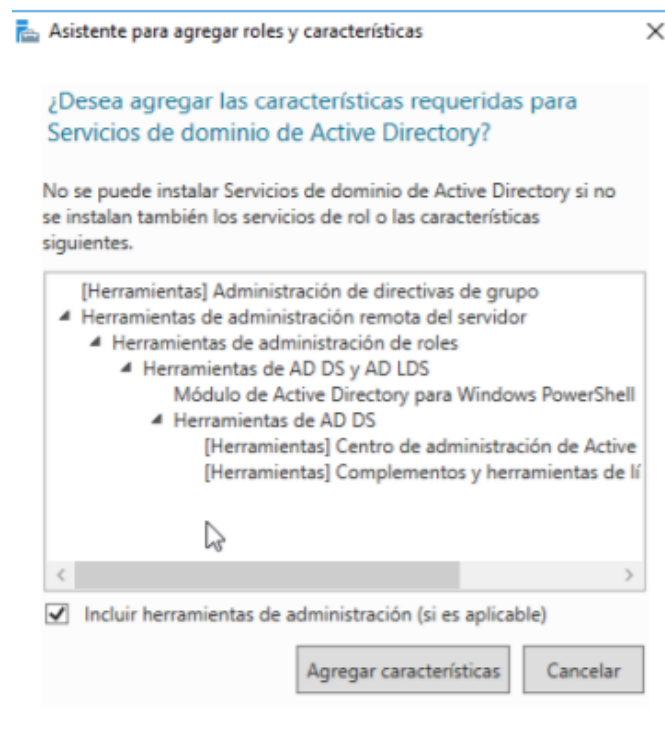 Asistente para agregar roles y características
¿Desea agregar las características requeridas para
Servicios de dominio de Active Directory?
No se puede instalar Servicios de dominio de Active Directory si no
se instalan también los servicios de rol o las características
siguientes.
[Herramientas] Administración de directivas de grupo
Herramientas de administración remota del servidor
Herramientas de administración de roles
Herramientas de AD DS y AD LDS
Módulo de Active Directory para Windows PowerShell
Herramientas de AD DS
[Herramientas] Centro de administración de Active
[Herramientas] Complementos y herramientas de lí
Incluir herramientas de administración (si es aplicable)
Agregar características Cancelar